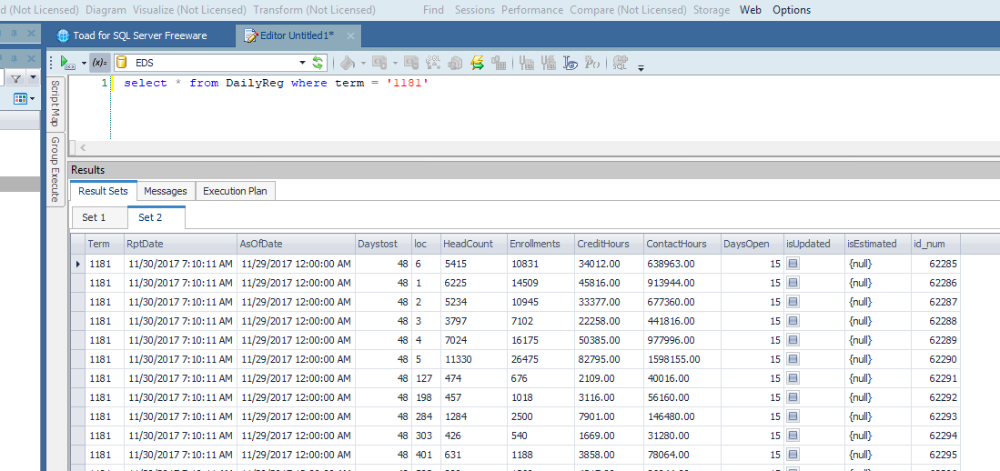 d (Not Licensed) Diagram Visualize (Not Licensed) Transform (Not Licensed) Find Sessions Performance Compare (Not Licensed) Storage Web Options
Toad for SQL Server Freeware Editor Untitled1*
(x)= EDS
Script Map
Group Execute
1 select * from DailyReg where term = '1181'
Results
Result Sets Messages Execution Plan
Set 1 Set 2
Term RptDate AsOfDate Daystost loc HeadCount Enrollments CreditHours ContactHours DaysOpen isUpdated isEstimated id_num
1181 11/30/2017 7:10:11 AM 11/29/2017 12:00:00 AM 48 6 5415 10831 34012.00 638963.00 15 {null} 62285
1181 11/30/2017 7:10:11 AM 11/29/2017 12:00:00 AM 48 1 6225 14509 45816.00 913944.00 15 {null} 62286
1181 11/30/2017 7:10:11 AM 11/29/2017 12:00:00 AM 48 2 5234 10945 33377.00 677360.00 15 {null} 62287
1181 11/30/2017 7:10:11 AM 11/29/2017 12:00:00 AM 48 3 3797 7102 22258.00 441816.00 15 {null} 62288
1181 11/30/2017 7:10:11 AM 11/29/2017 12:00:00 AM 48 4 7024 16175 50385.00 977996.00 15 {null} 62289
1181 11/30/2017 7:10:11 AM 11/29/2017 12:00:00 AM 48 5 11330 26475 82795.00 1598155.00 15 {null} 62290
1181 11/30/2017 7:10:11 AM 11/29/2017 12:00:00 AM 48 127 474 676 2109.00 40016.00 15 {null} 62291
1181 11/30/2017 7:10:11 AM 11/29/2017 12:00:00 AM 48 198 457 1018 3116.00 56160.00 15 {null} 62292
1181 11/30/2017 7:10:11 AM 11/29/2017 12:00:00 AM 48 284 1284 2500 7901.00 146480.00 15 {null} 62293
1181 11/30/2017 7:10:11 AM 11/29/2017 12:00:00 AM 48 303 426 540 1669.00 31280.00 15 {null} 62294
1181 11/30/2017 7:10:11 AM 11/29/2017 12:00:00 AM 48 401 631 1188 3858.00 78064.00 15 {null} 62295